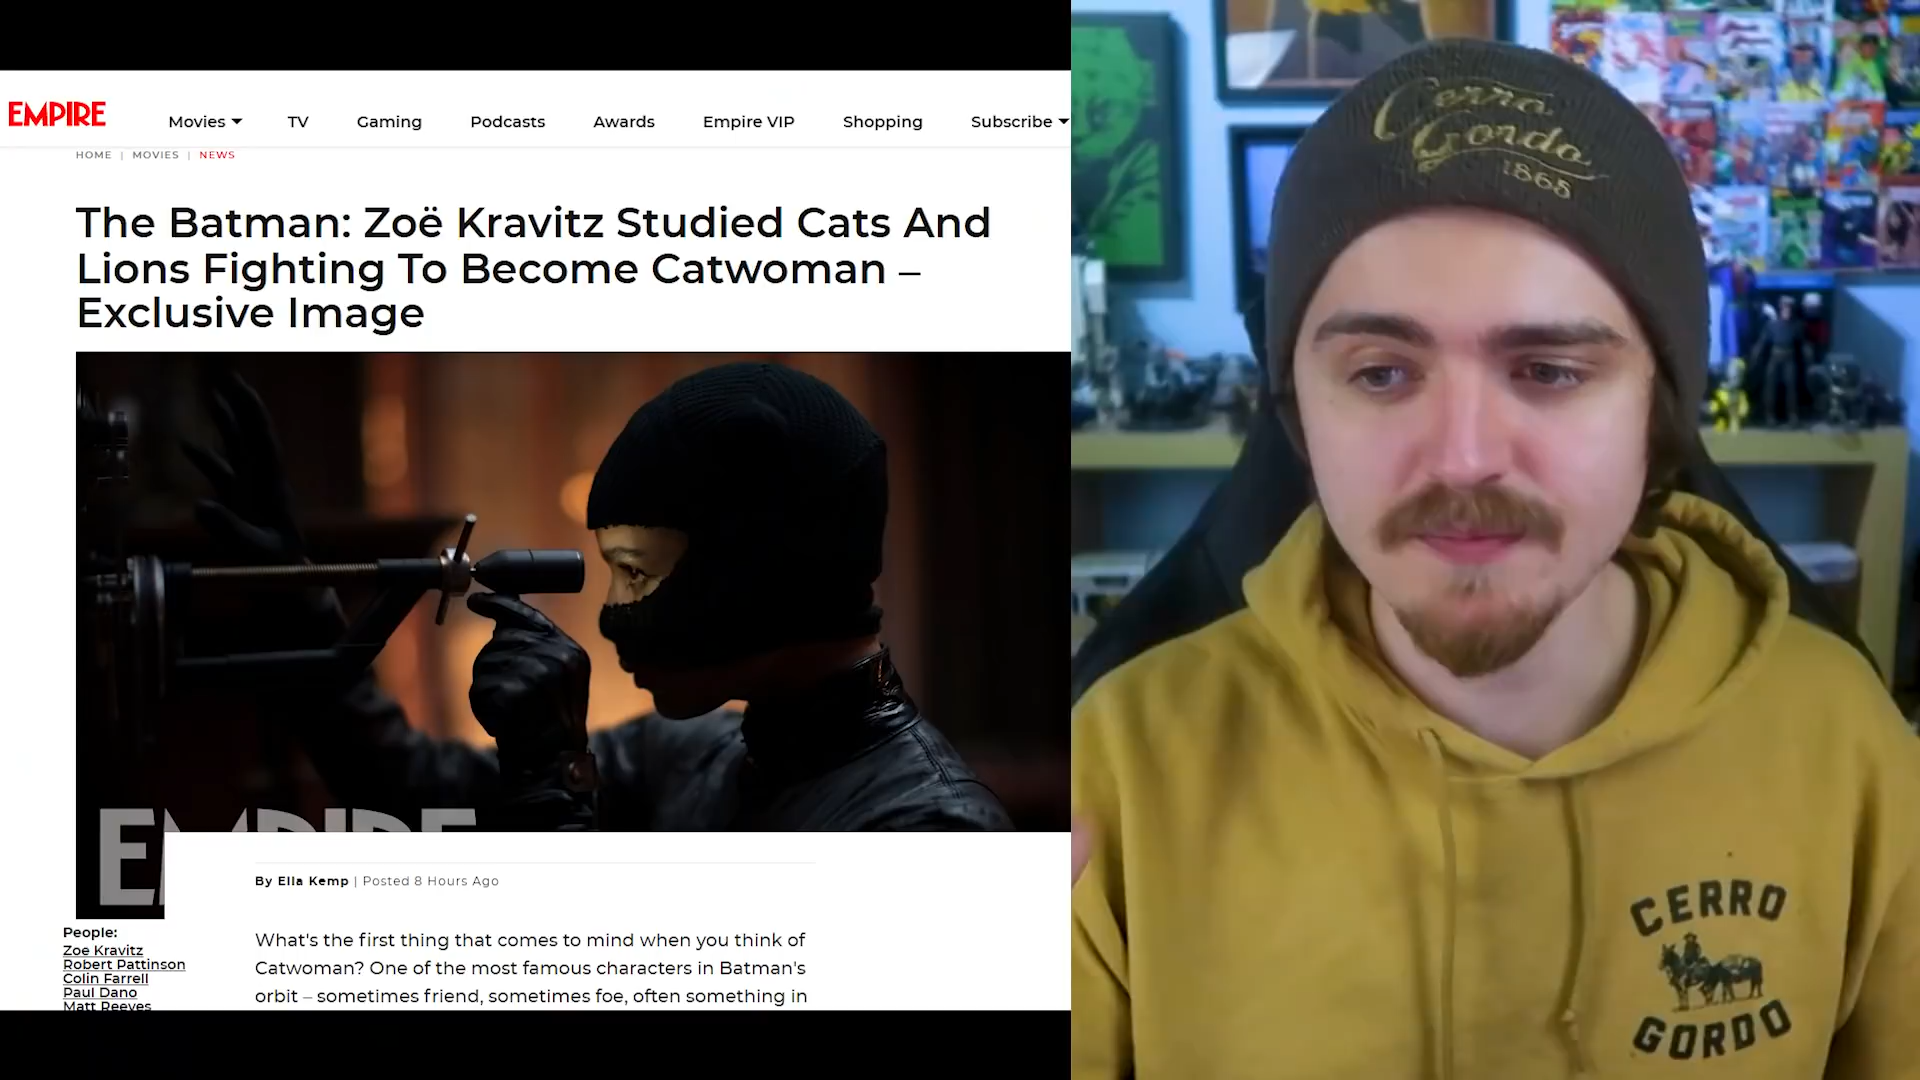 EMPIRE
Movies TV Gaming Podcasts Awards Empire VIP Shopping Subscribe
HOME | MOVIES | NEWS
The Batman: Zoë Kravitz Studied Cats And
Lions Fighting To Become Catwoman –
Exclusive Image
EMPIRE
By Ella Kemp | Posted 8 Hours Ago
What's the first thing that comes to mind when you think of
Catwoman? One of the most famous characters in Batman's
orbit – sometimes friend, sometimes foe, often something in
People:
Zoe Kravitz
Robert Pattinson
Colin Farrell
Paul Dano
Matt Reeves
Cerro
Gordo
1865
CERRO
GORDO